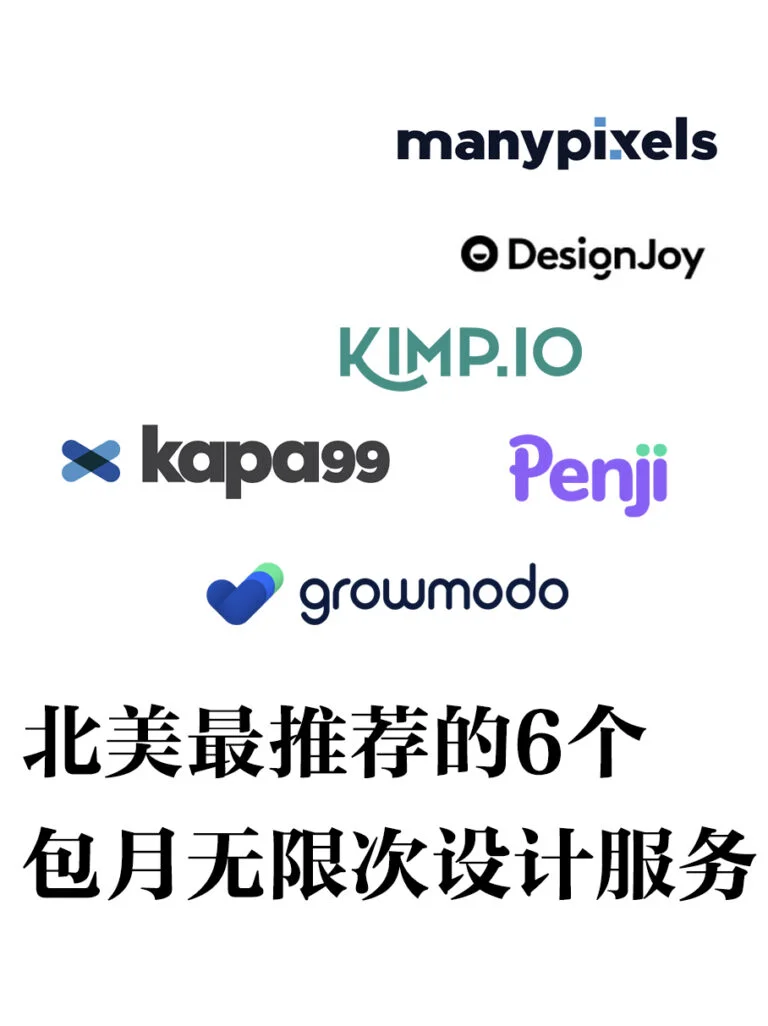 manypixels
DesignJoy
KIMP.IO
kapa99
Penji
growmodo
北美最推荐的6个
包月无限次设计服务